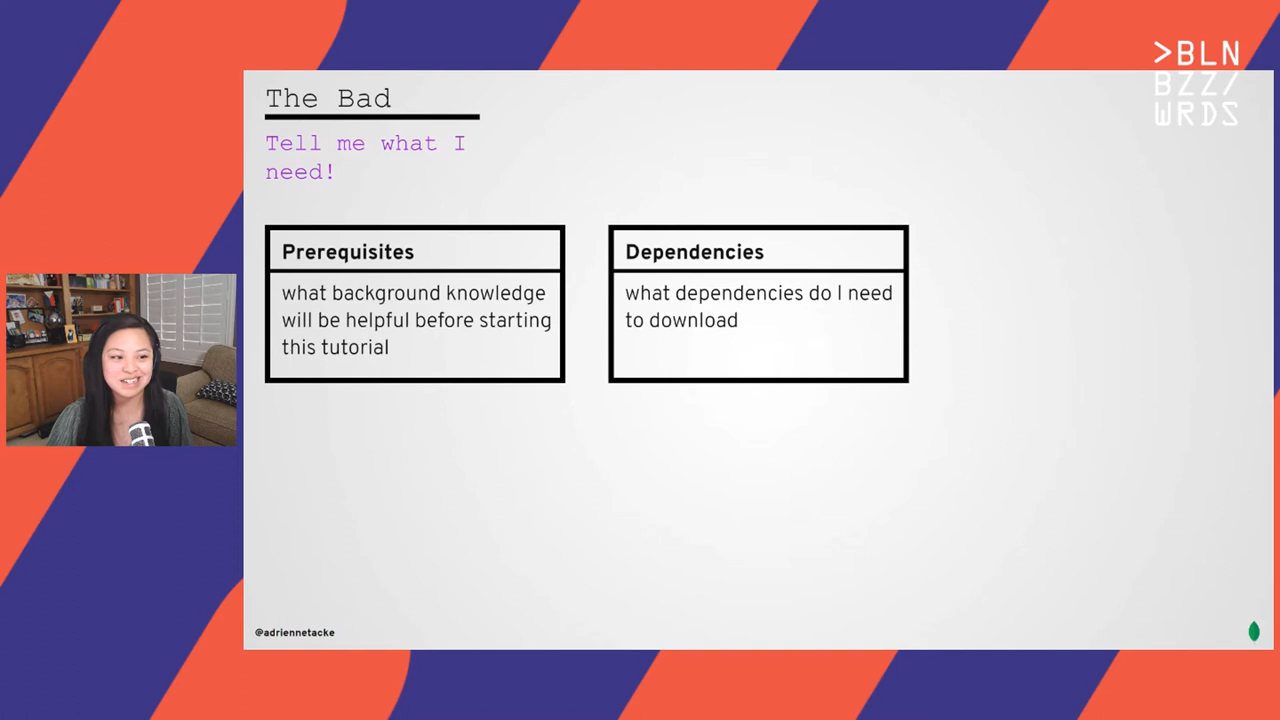 >BLN
BZZ/
WRDS
The Bad
Tell me what I
need!
Prerequisites
what background knowledge
will be helpful before starting
this tutorial
Dependencies
what dependencies do I need
to download
@adriennetacke